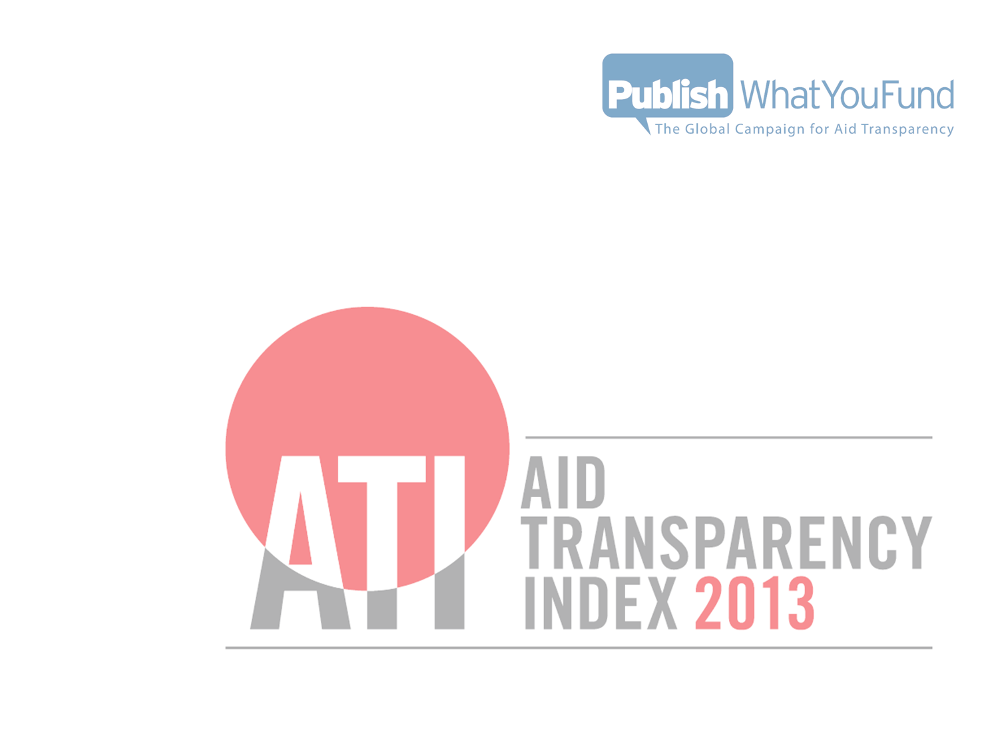 Publish WhatYouFund
The Global Campaign for Aid Transparency
ATI
AID
TRANSPARENCY
INDEX 2013